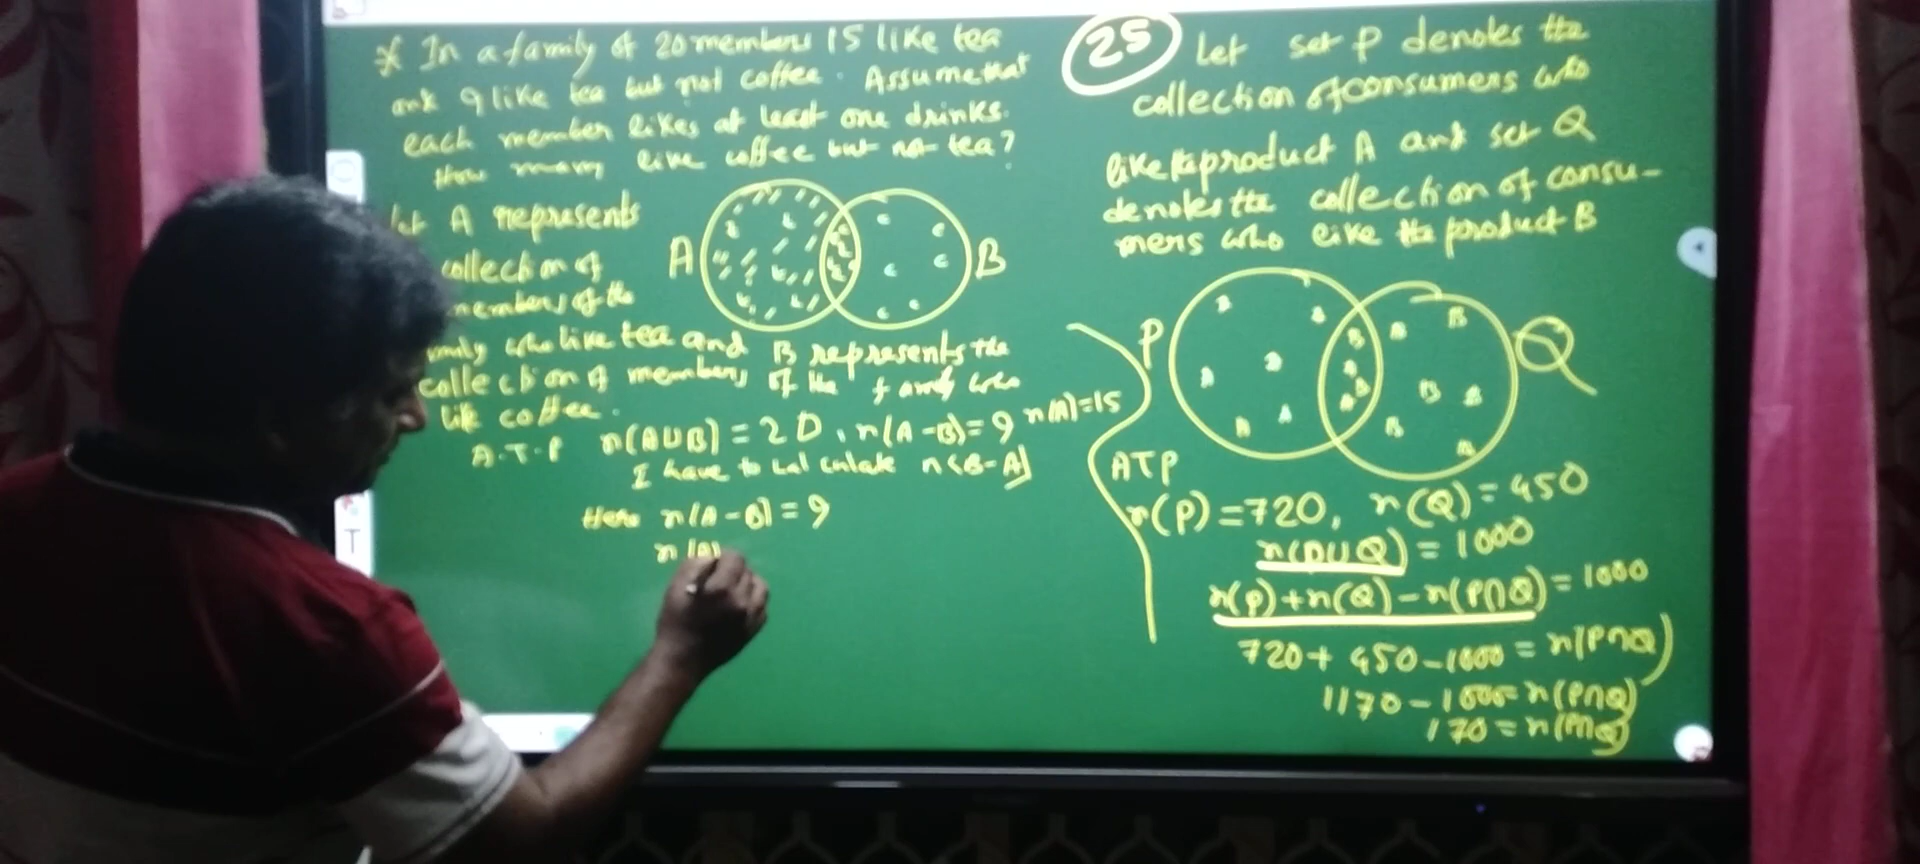 * In a family of 20 members 15 like tea
and 9 like tea but not coffee. Assume that
each member likes at least one drinks.
How many like coffee but not tea?
let A represents
collection of
members of the
family who like tea and B represents the
collection of members of the family who
like coffee.
A B
A.T.P n(A∪B) = 20, n(A-B) = 9 n(A)=15
I have to calculate n(B-A)
Here n(A-B) = 9
n(A)
25 Let set P denotes the
collection of consumers who
like the product A and set Q
denotes the collection of consu-
mers who like the product B
P Q
ATP
n(P) = 720, n(Q) = 450
n(P∪Q) = 1000
n(P)+n(Q)-n(P∩Q) = 1000
720+450-1000 = n(P∩Q)
1170-1000 = n(P∩Q)
170 = n(P∩Q)
T